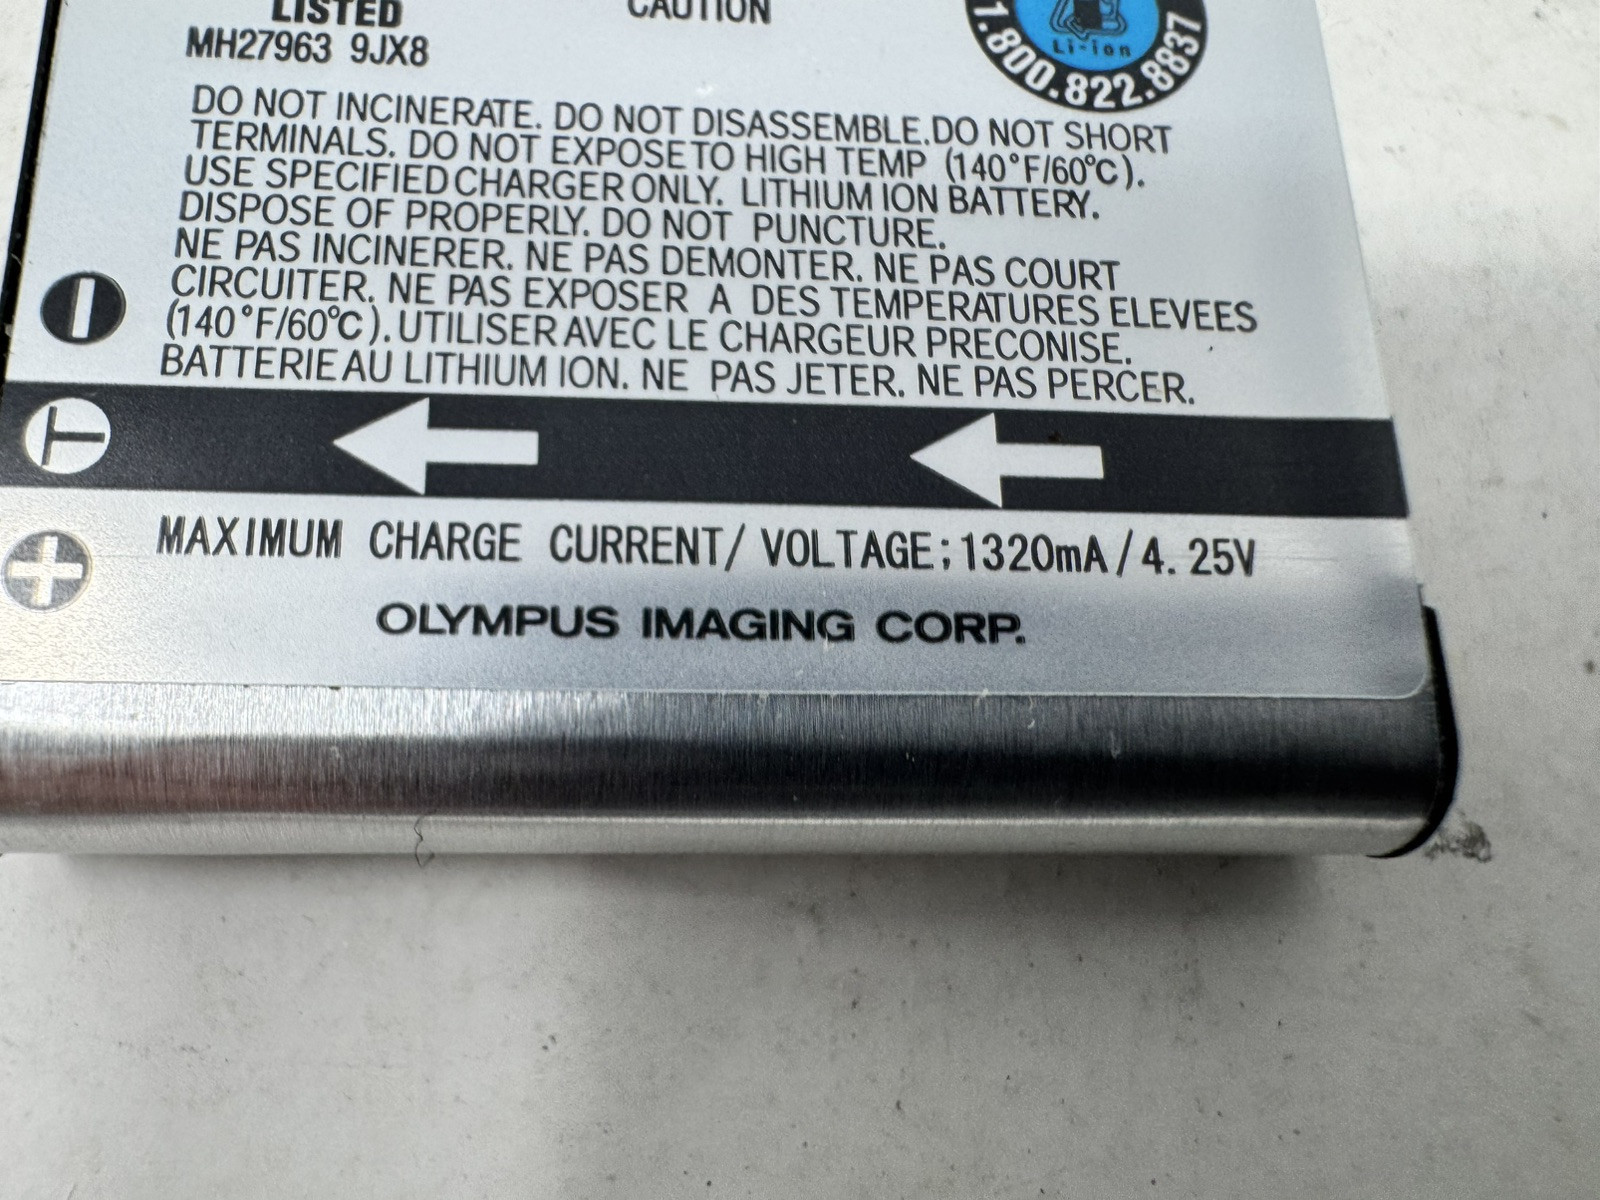 LISTED
CAUTION
MH27963 9JX8
Li-ion
1.800.822.8837
DO NOT INCINERATE. DO NOT DISASSEMBLE.DO NOT SHORT
TERMINALS. DO NOT EXPOSE TO HIGH TEMP (140°F/60°C).
USE SPECIFIED CHARGER ONLY. LITHIUM ION BATTERY.
DISPOSE OF PROPERLY. DO NOT PUNCTURE.
NE PAS INCINERER. NE PAS DEMONTER. NE PAS COURT
CIRCUITER. NE PAS EXPOSER A DES TEMPERATURES ELEVEES
(140°F/60°C). UTILISER AVEC LE CHARGEUR PRECONISE.
BATTERIE AU LITHIUM ION. NE PAS JETER. NE PAS PERCER.
T
MAXIMUM CHARGE CURRENT/ VOLTAGE;1320mA/4.25V
OLYMPUS IMAGING CORP.